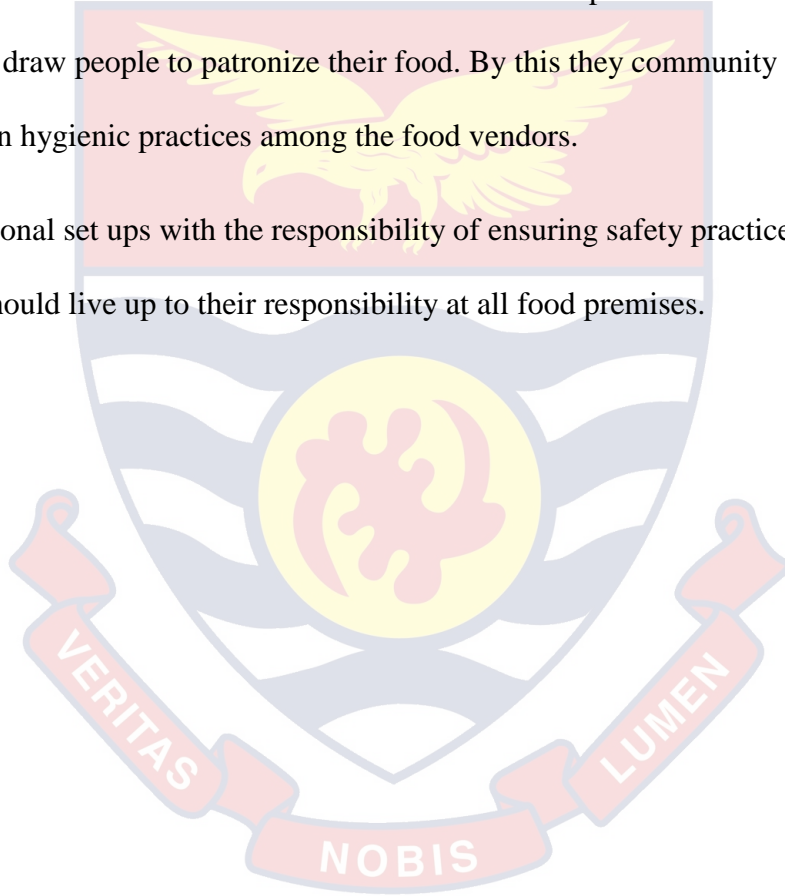 draw people to patronize their food. By this they community
n hygienic practices among the food vendors.
onal set ups with the responsibility of ensuring safety practice
hould live up to their responsibility at all food premises.
VERITAS
NOBIS
LUMEN